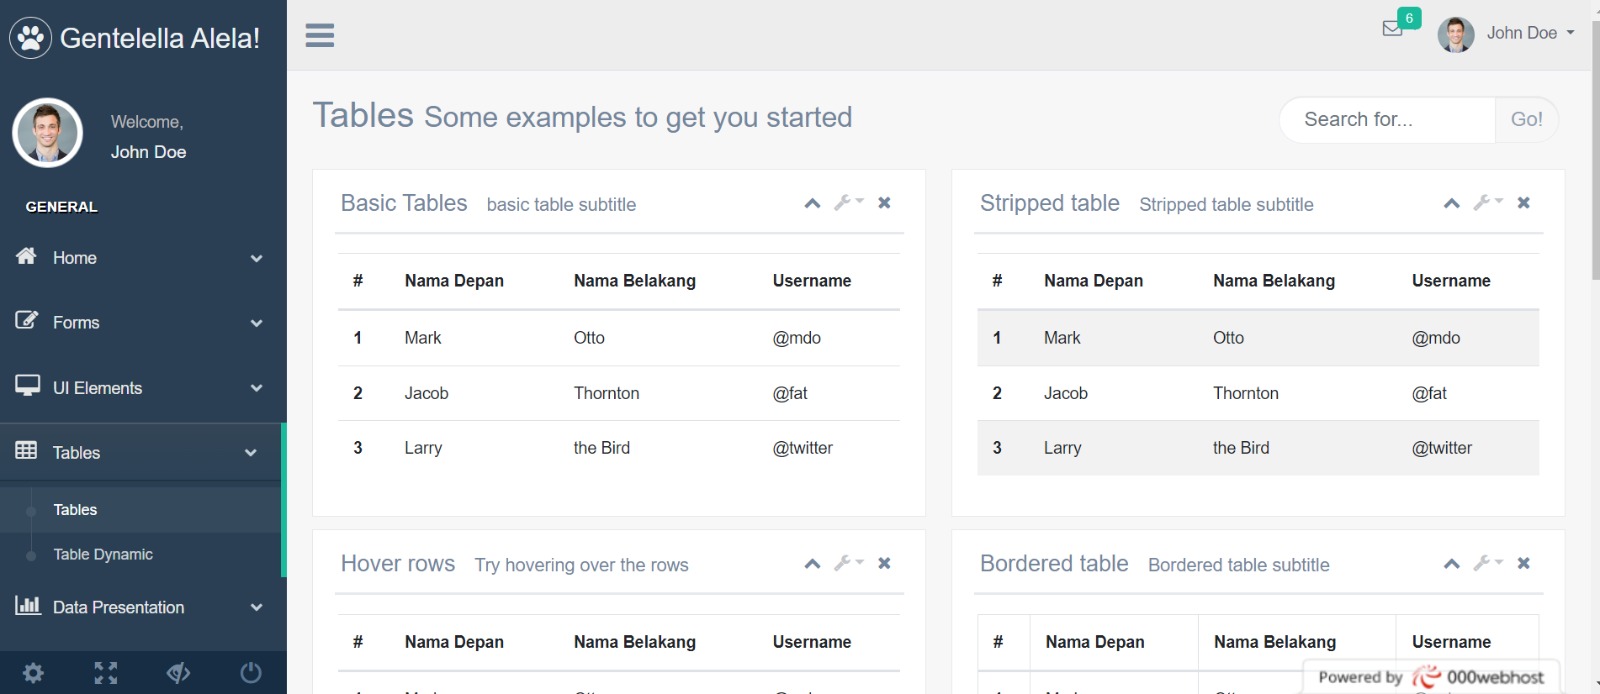 Gentelella Alela!
6
John Doe
Welcome,
John Doe
GENERAL
Home
Forms
UI Elements
Tables
Tables
Table Dynamic
Data Presentation
Tables Some examples to get you started
Search for... Go!
Basic Tables basic table subtitle
# Nama Depan Nama Belakang Username
1 Mark Otto @mdo
2 Jacob Thornton @fat
3 Larry the Bird @twitter
Stripped table Stripped table subtitle
# Nama Depan Nama Belakang Username
1 Mark Otto @mdo
2 Jacob Thornton @fat
3 Larry the Bird @twitter
Hover rows Try hovering over the rows
# Nama Depan Nama Belakang Username
Bordered table Bordered table subtitle
# Nama Depan Nama Belakang Username
Powered by 000webhost